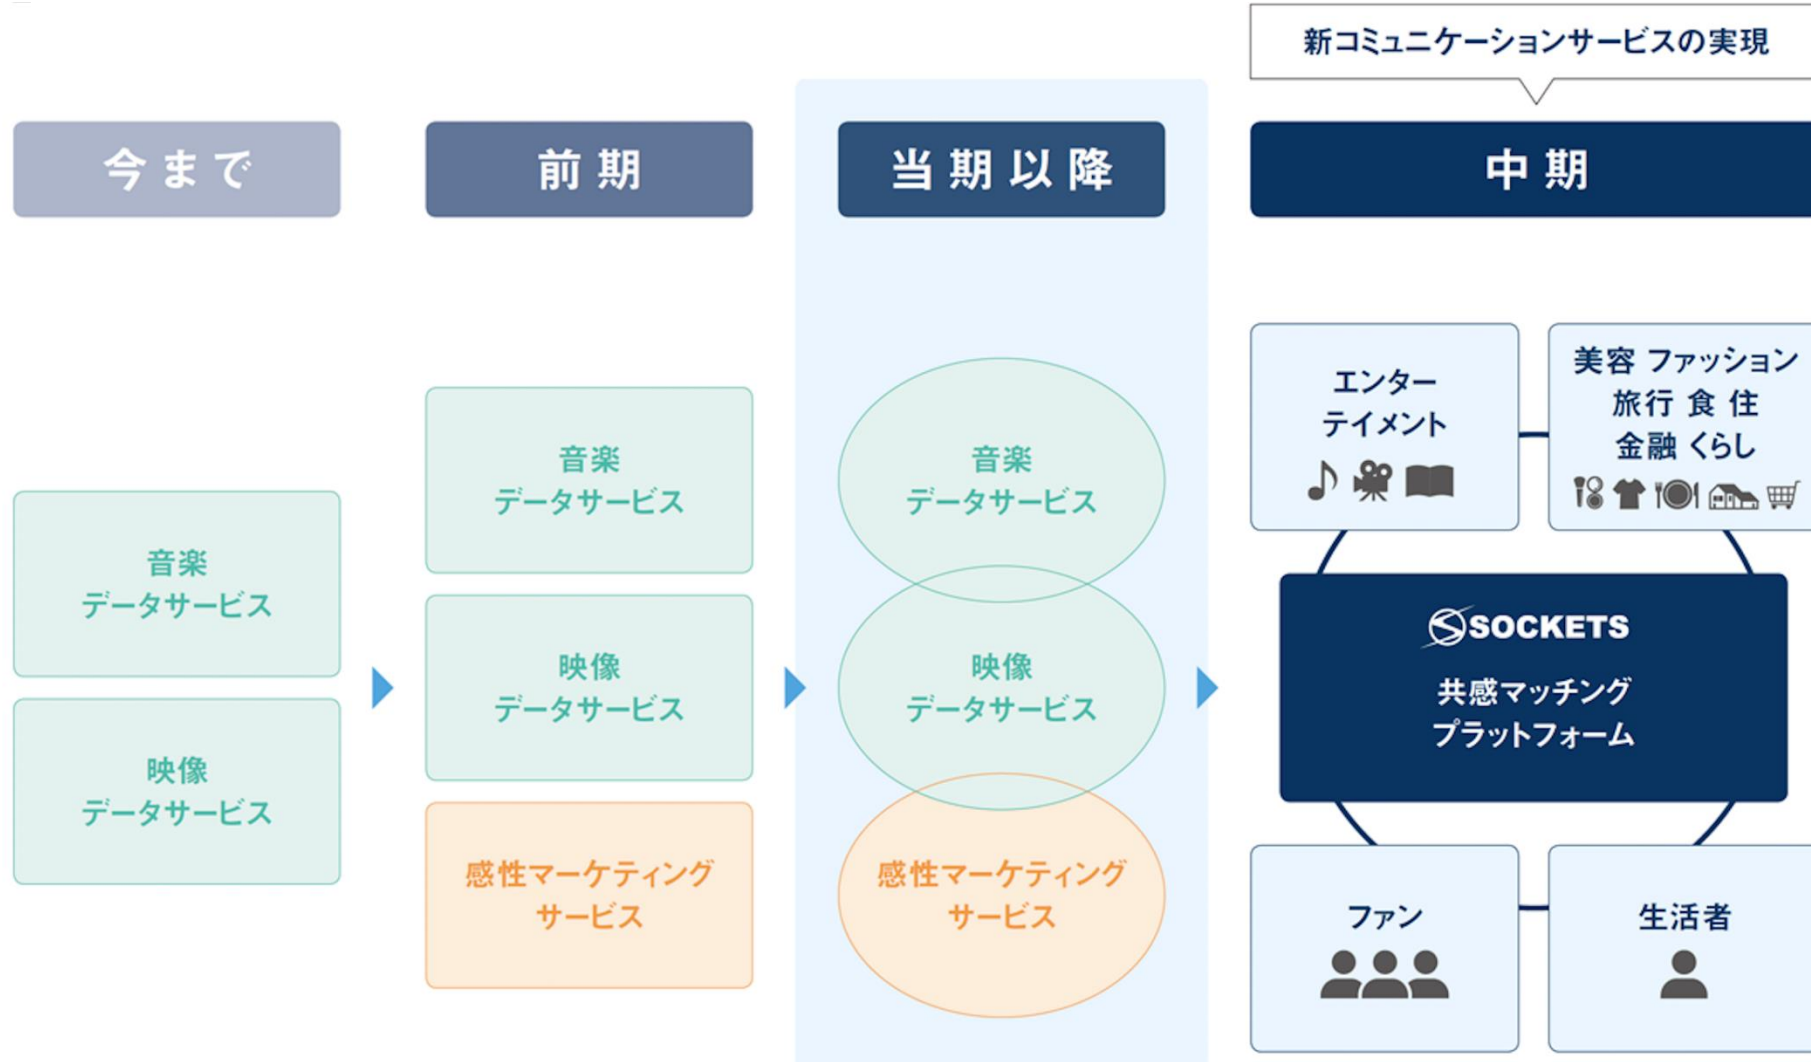 新コミュニケーションサービスの実現
今まで
前期
当期以降
中期
音楽
データサービス
映像
データサービス
音楽
データサービス
映像
データサービス
感性マーケティング
サービス
音楽
データサービス
映像
データサービス
感性マーケティング
サービス
エンター
テイメント
美容 ファッション
旅行 食 住
金融 くらし
SOCKETS
共感マッチング
プラットフォーム
ファン
生活者